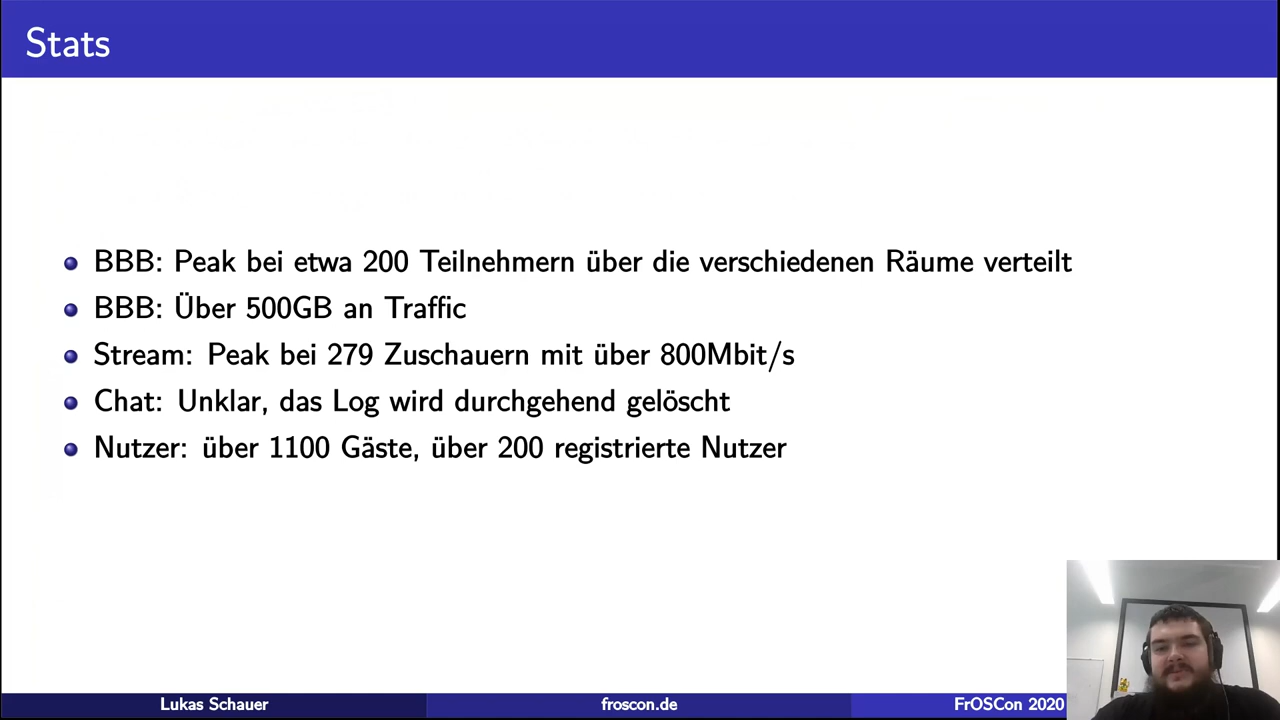 Stats
BBB: Peak bei etwa 200 Teilnehmern über die verschiedenen Räume verteilt
BBB: Über 500GB an Traffic
Stream: Peak bei 279 Zuschauern mit über 800Mbit/s
Chat: Unklar, das Log wird durchgehend gelöscht
Nutzer: über 1100 Gäste, über 200 registrierte Nutzer
Lukas Schauer
froscon.de
FrOSCon 2020